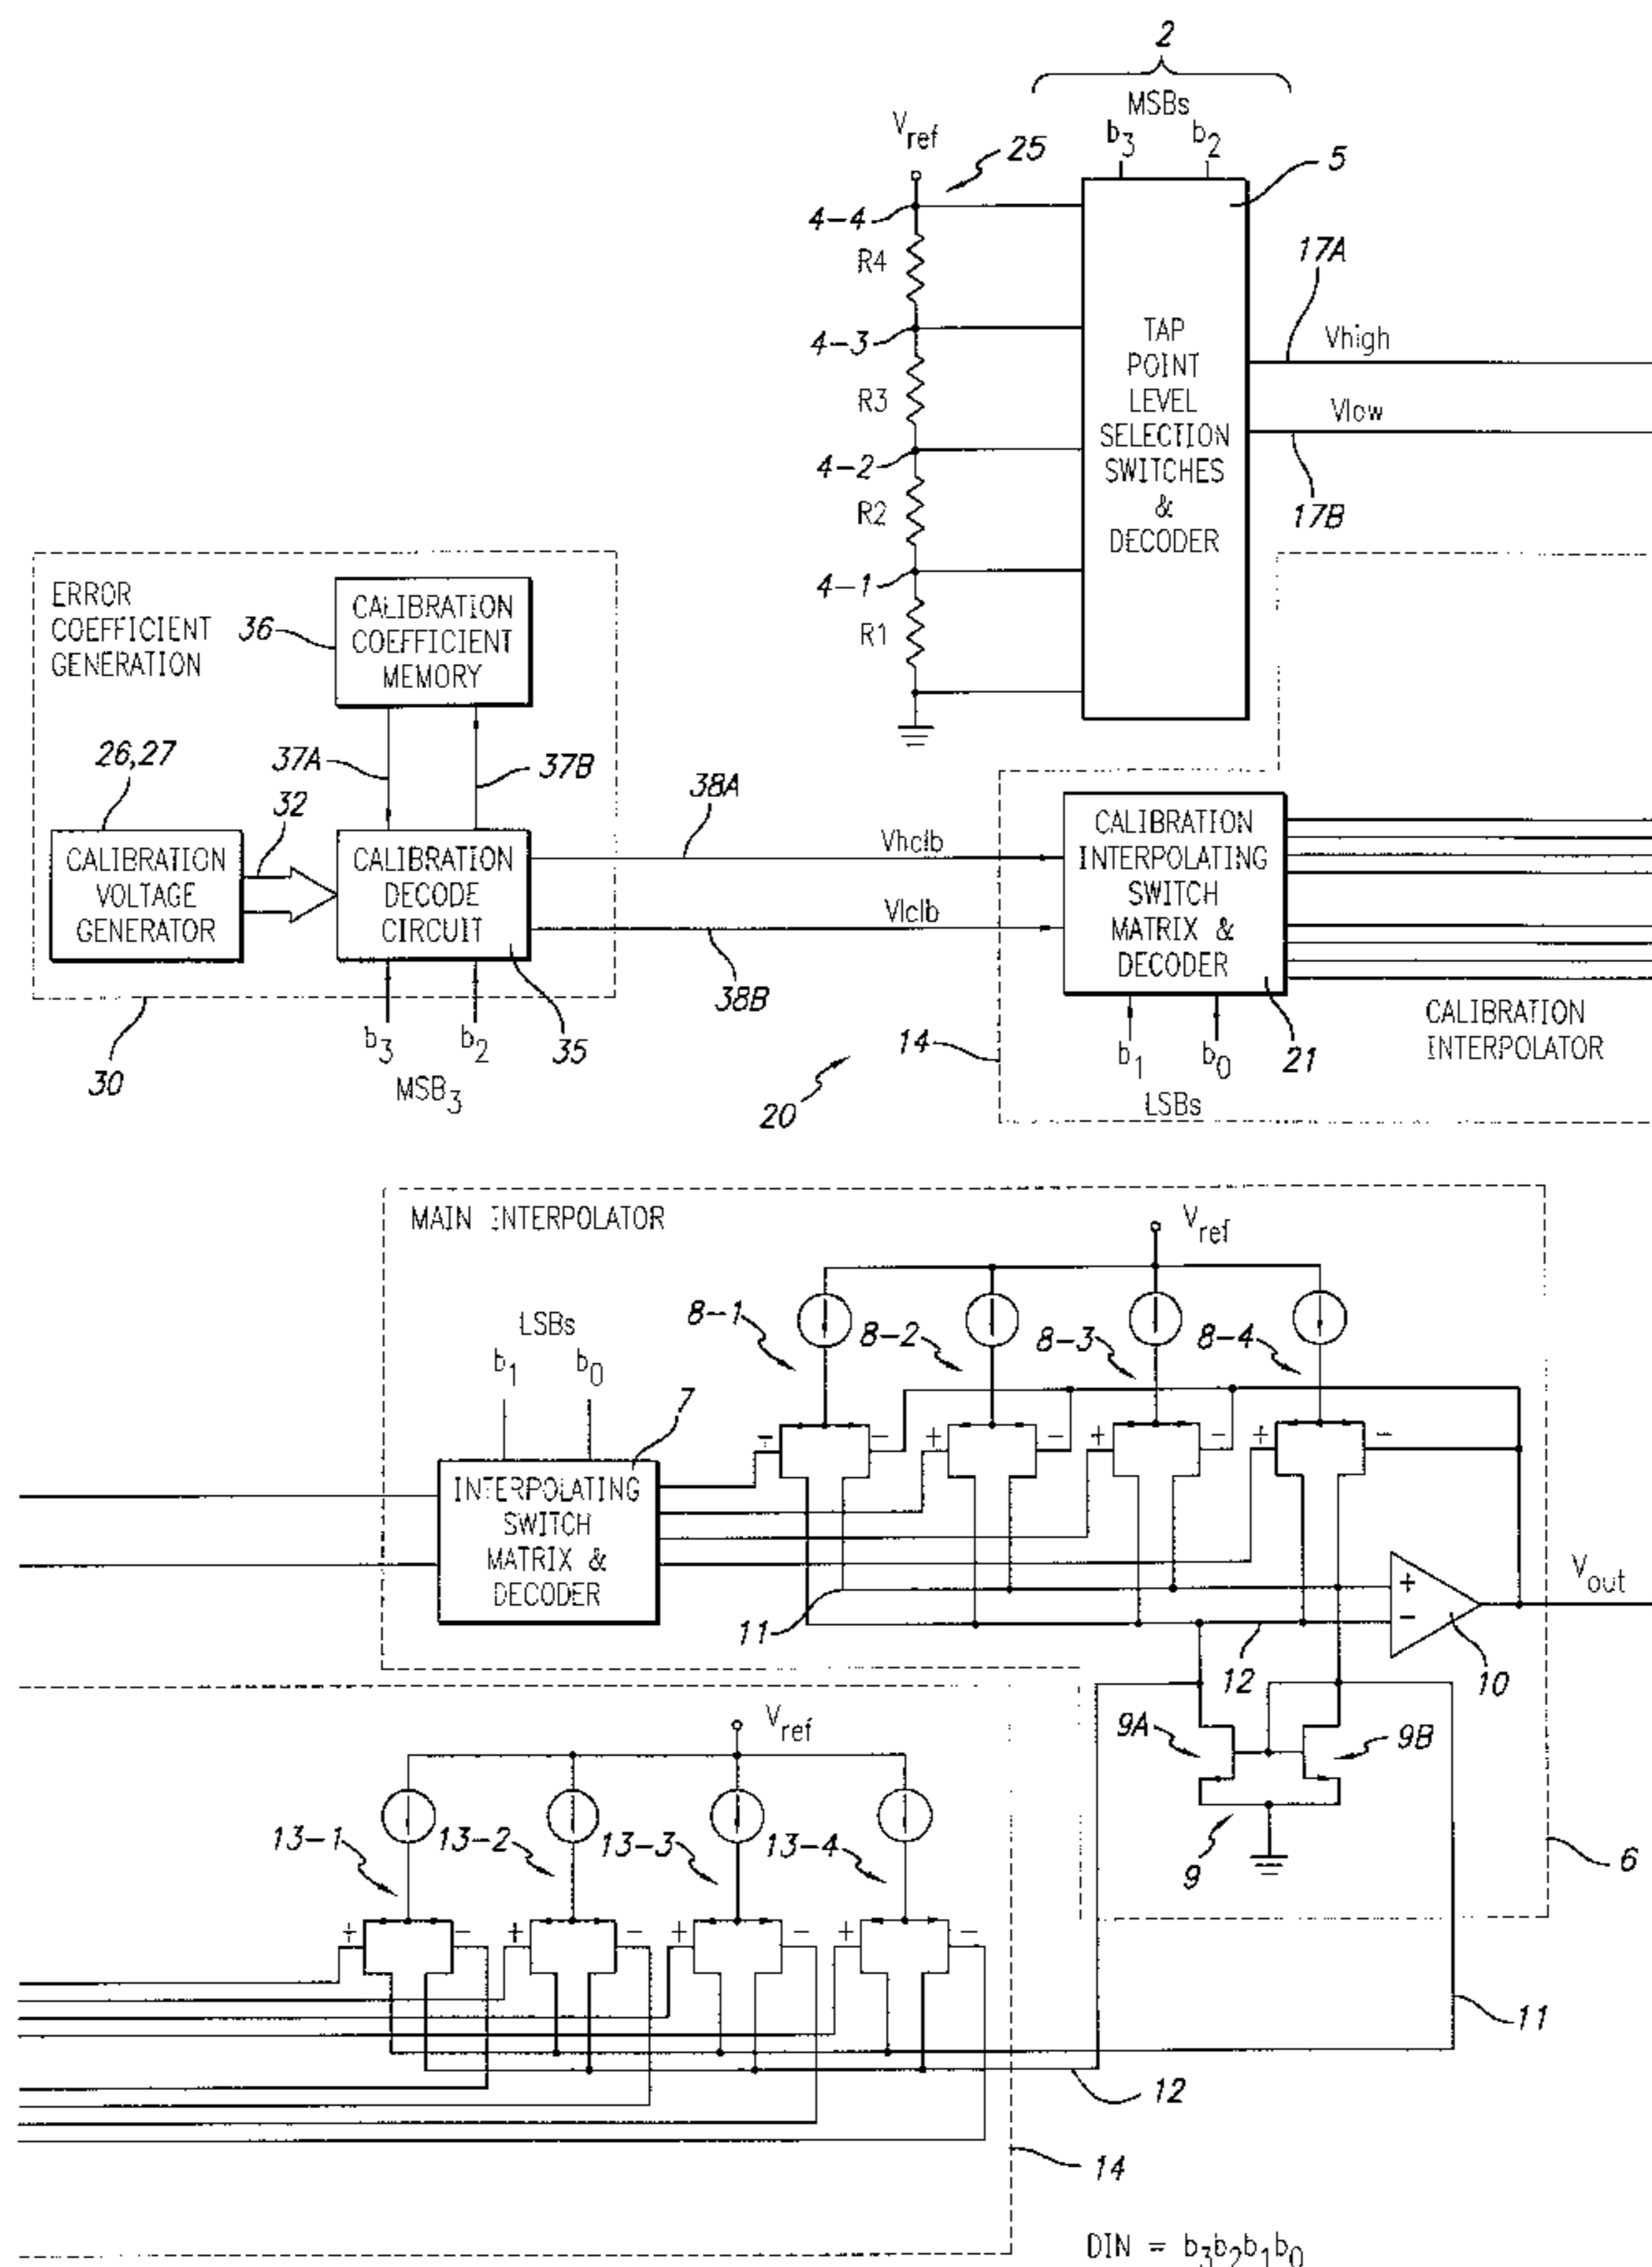 2
MSBs
b3 b2
Vref
25
5
4-4
R4
17A
4-3
Vhigh
TAP
POINT
LEVEL
SELECTION
SWITCHES
&
DECODER
R3
Vlow
4-2
R2
17B
4-1
R1
ERROR
COEFFICIENT
GENERATION
36
CALIBRATION
COEFFICIENT
MEMORY
26,27
37A
37B
32
38A
CALIBRATION
VOLTAGE
GENERATOR
CALIBRATION
DECODE
CIRCUIT
Vhclb
Vlclb
CALIBRATION
INTERPOLATING
SWITCH
MATRIX &
DECODER
38B
b3 b2
35
14
b1 b0
21
CALIBRATION
INTERPOLATOR
30
MSB3
20
LSBs
MAIN INTERPOLATOR
Vref
8-1
8-2
8-3
8-4
LSBs
b1 b0
7
+ - + - + - + -
INTERPOLATING
SWITCH
MATRIX &
DECODER
+
-
Vout
11
12
10
9A
9B
Vref
9
6
13-1
13-2
13-3
13-4
+ - + - + - + -
11
12
14
DIN = b3b2b1b0